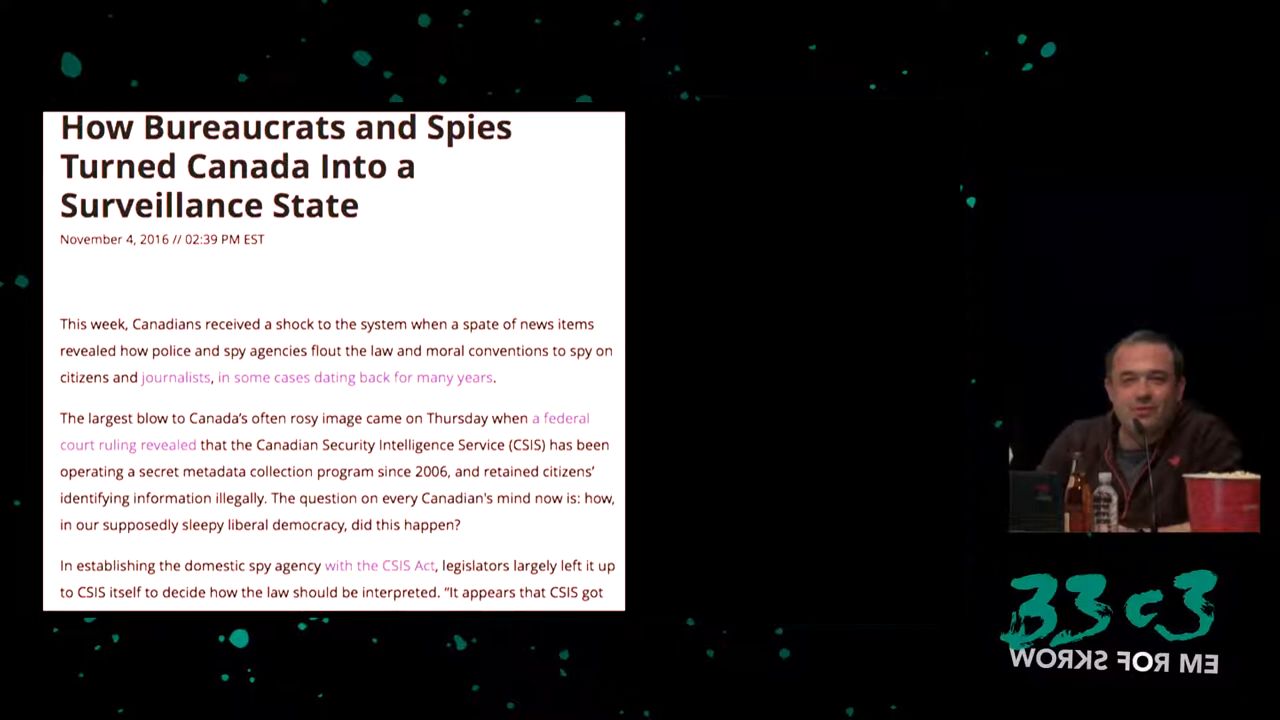 How Bureaucrats and Spies
Turned Canada Into a
Surveillance State
November 4, 2016 // 02:39 PM EST
This week, Canadians received a shock to the system when a spate of news items
revealed how police and spy agencies flout the law and moral conventions to spy on
citizens and journalists, in some cases dating back for many years.
The largest blow to Canada’s often rosy image came on Thursday when a federal
court ruling revealed that the Canadian Security Intelligence Service (CSIS) has been
operating a secret metadata collection program since 2006, and retained citizens’
identifying information illegally. The question on every Canadian's mind now is: how,
in our supposedly sleepy liberal democracy, did this happen?
In establishing the domestic spy agency with the CSIS Act, legislators largely left it up
to CSIS itself to decide how the law should be interpreted. “It appears that CSIS got
33c3
WORKS FOR ME